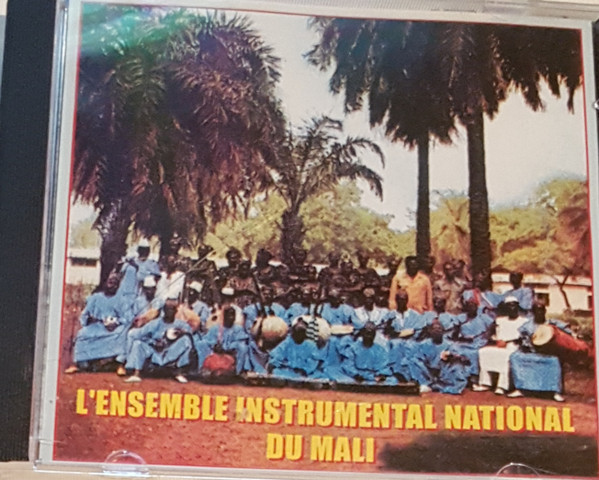 L'ENSEMBLE INSTRUMENTAL NATIONAL
DU MALI